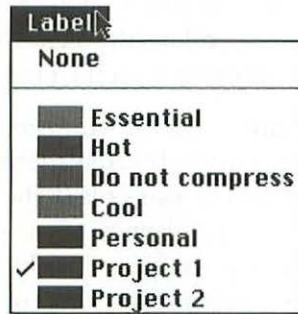 Label
None
Essential
Hot
Do not compress
Cool
Personal
Project 1
Project 2